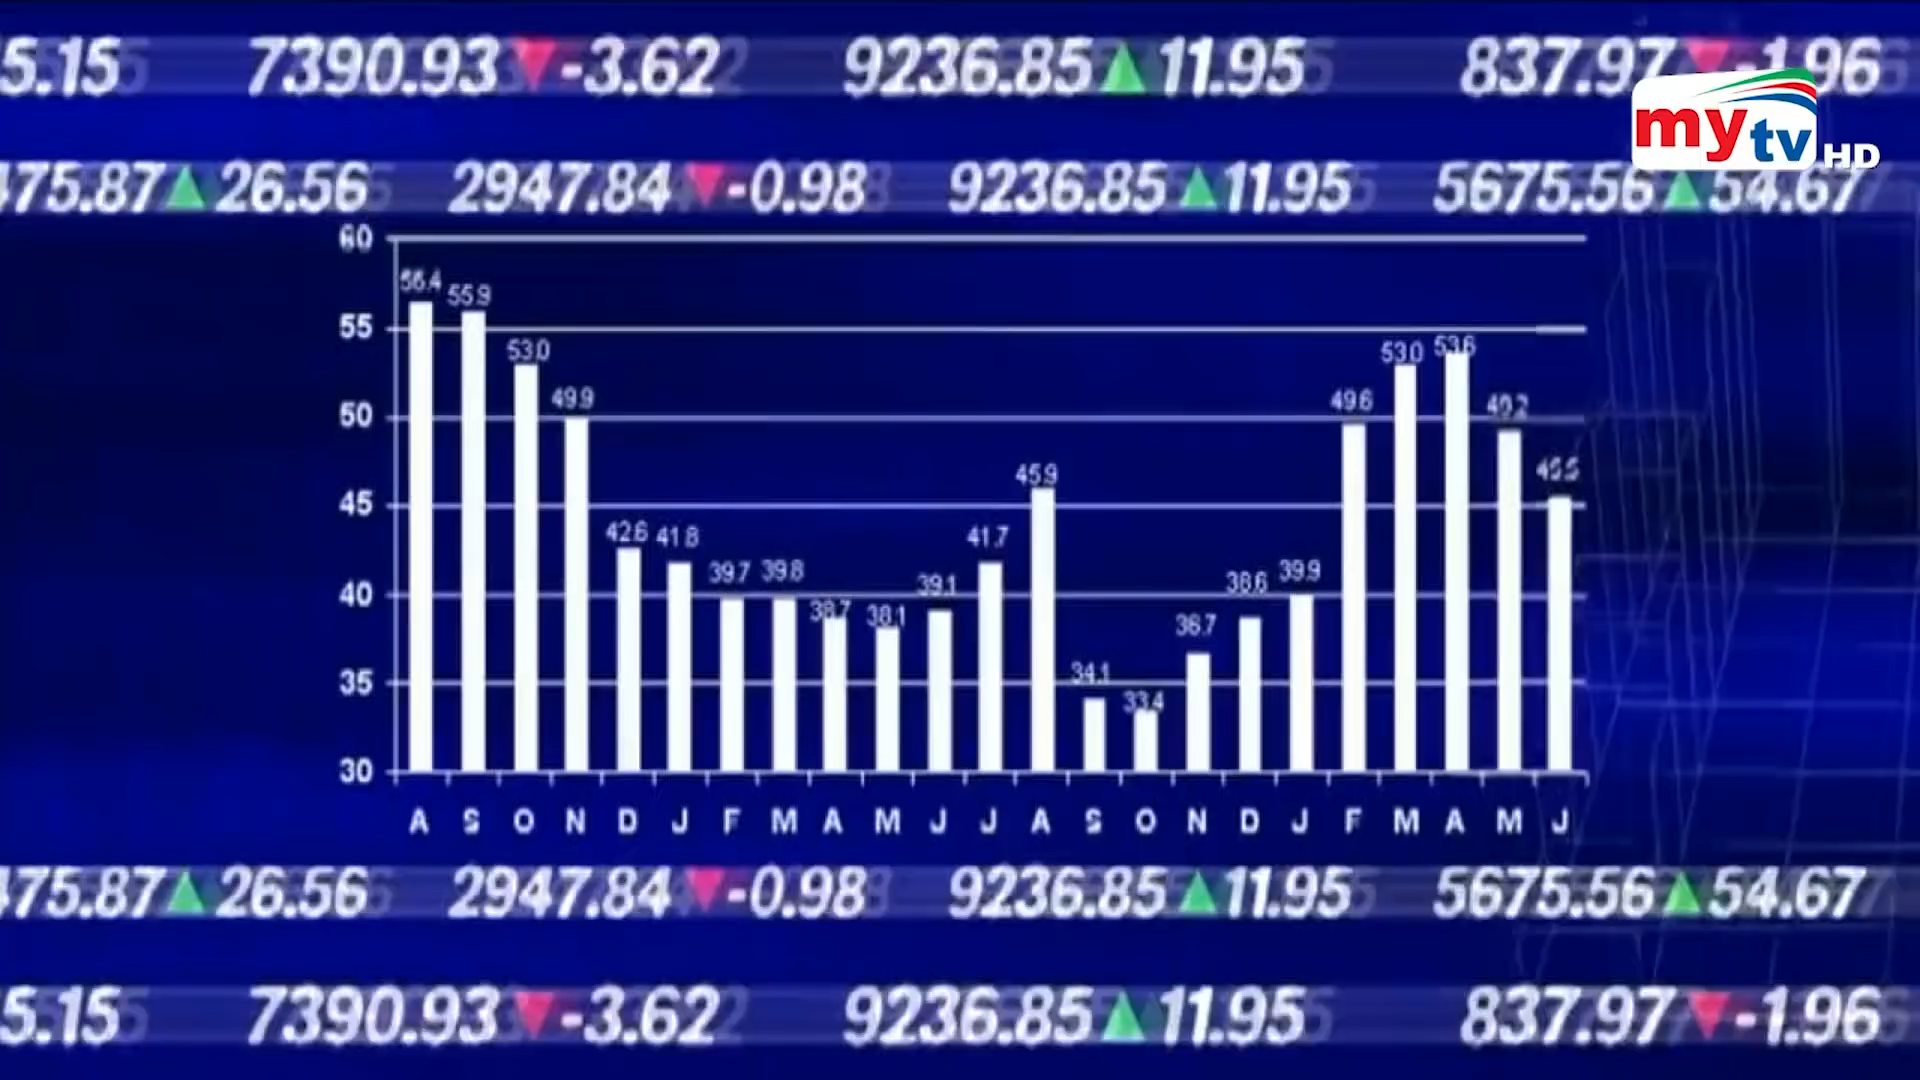 5.15 7390.93 ▼-3.62 9236.85 ▲11.95 837.97 ▼-1.96
mytv HD
475.87 ▲26.56 2947.84 ▼-0.98 9236.85 ▲11.95 5675.56 ▲54.67
60
56.4 55.9
55
53.0 53.0 53.6
50
49.9 49.6 49.2
45
45.9 45.5
42.6 41.8 41.7
40
39.7 39.8 38.7 38.1 39.1 38.6 39.9
36.7
35
34.1 33.4
30
A S O N D J F M A M J J A S O N D J F M A M J
475.87 ▲26.56 2947.84 ▼-0.98 9236.85 ▲11.95 5675.56 ▲54.67
5.15 7390.93 ▼-3.62 9236.85 ▲11.95 837.97 ▼-1.96